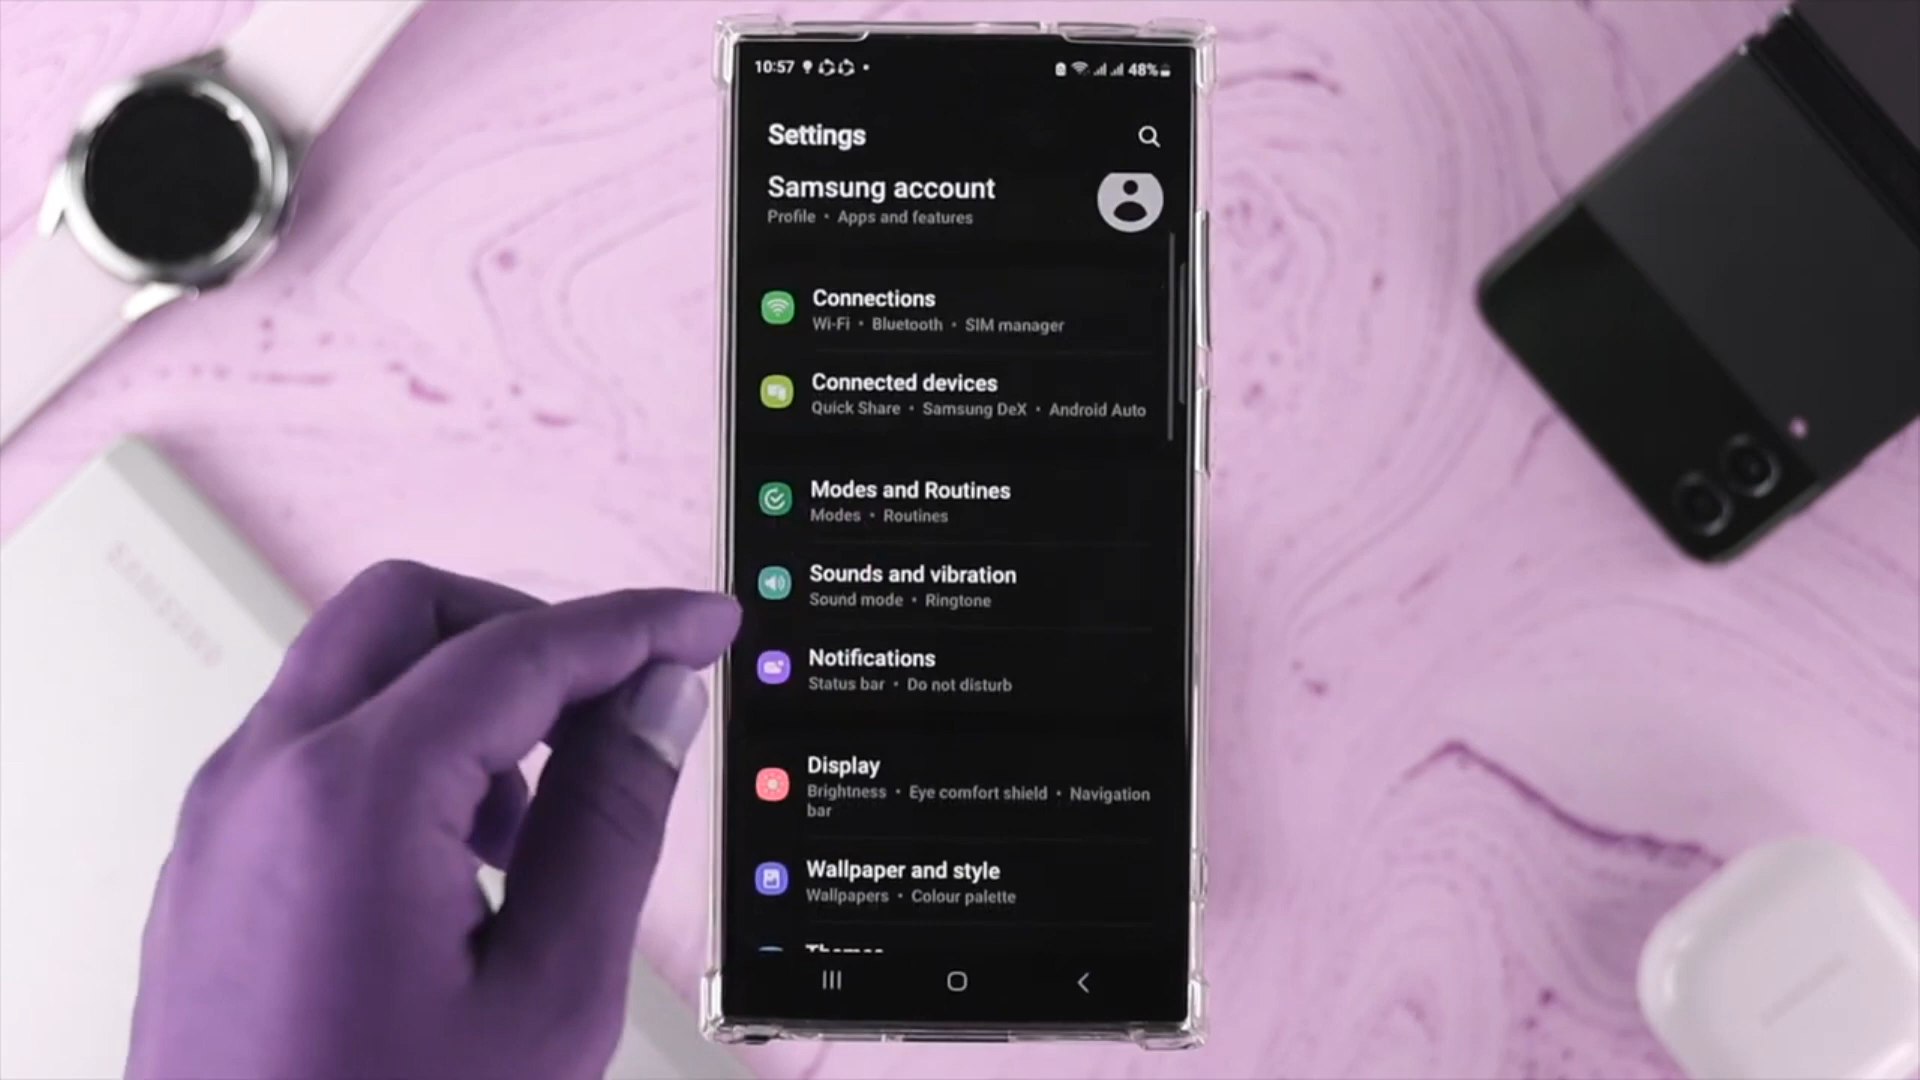 10:57
48%
Settings
Samsung account
Profile • Apps and features
Connections
Wi-Fi • Bluetooth • SIM manager
Connected devices
Quick Share • Samsung DeX • Android Auto
Modes and Routines
Modes • Routines
Sounds and vibration
Sound mode • Ringtone
Notifications
Status bar • Do not disturb
Display
Brightness • Eye comfort shield • Navigation
bar
Wallpaper and style
Wallpapers • Colour palette
SAMSUNG